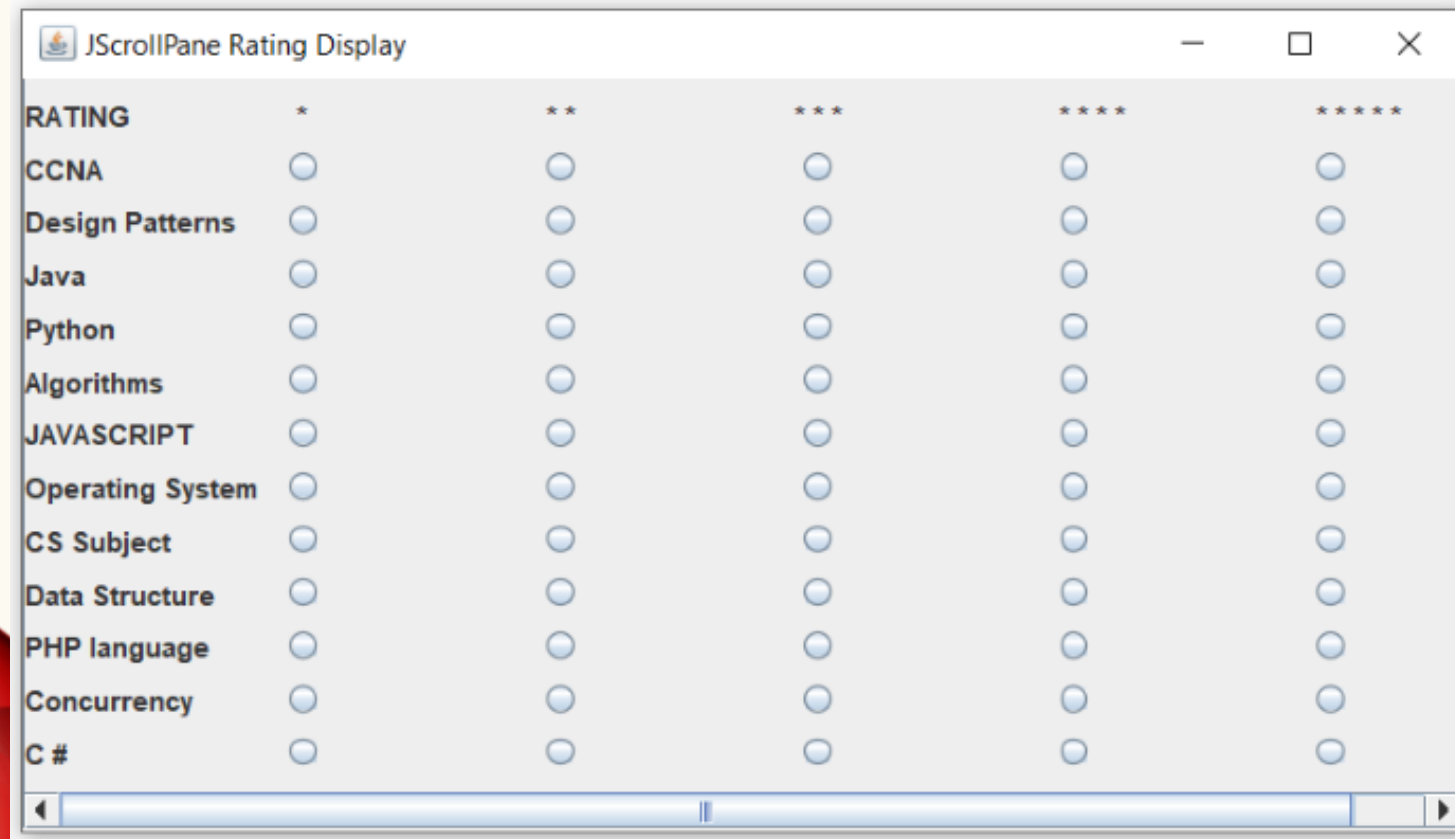 JScrollPane Rating Display
RATING * * * * * * * * * * * * * * *
CCNA
Design Patterns
Java
Python
Algorithms
JAVASCRIPT
Operating System
CS Subject
Data Structure
PHP language
Concurrency
C #